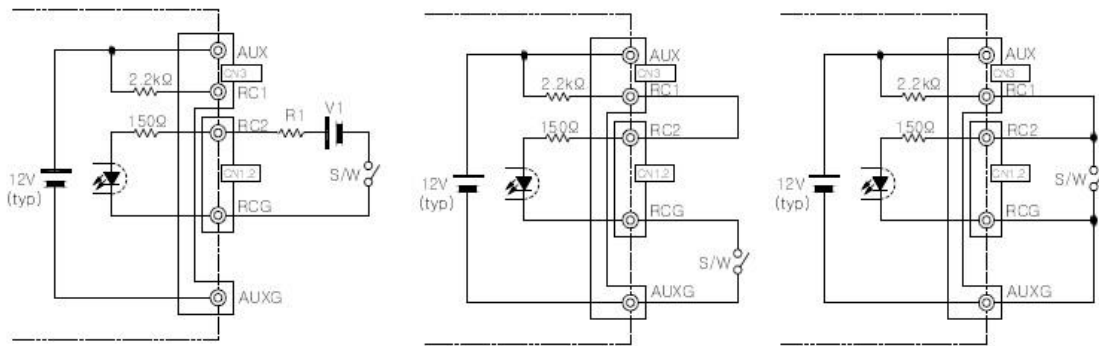 AUX
CN3
2.2kΩ
RC1
V1
R1
150Ω
RC2
S/W
CN1,2
12V
(typ)
RCG
AUXG
AUX
CN3
2.2kΩ
RC1
150Ω
RC2
CN1,2
12V
(typ)
RCG
S/W
AUXG
AUX
CN3
2.2kΩ
RC1
150Ω
RC2
CN1,2
S/W
12V
(typ)
RCG
AUXG